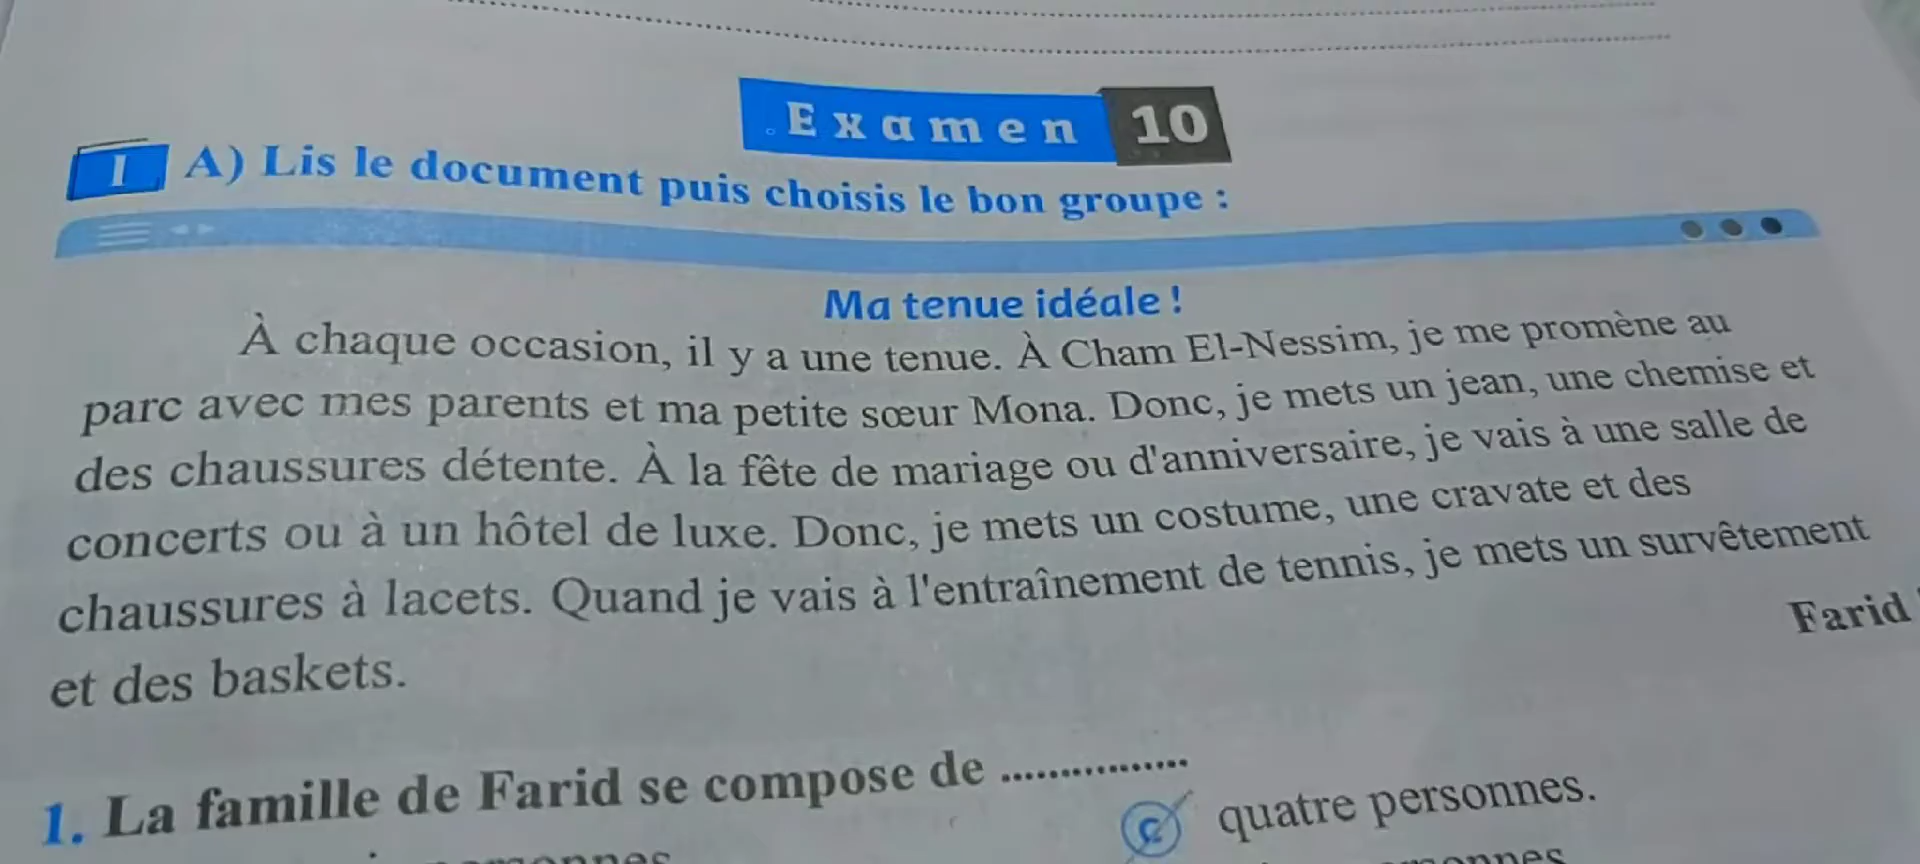 Examen 10
I A) Lis le document puis choisis le bon groupe :
Ma tenue idéale !
À chaque occasion, il y a une tenue. À Cham El-Nessim, je me promène au
parc avec mes parents et ma petite sœur Mona. Donc, je mets un jean, une chemise et
des chaussures détente. À la fête de mariage ou d'anniversaire, je vais à une salle de
concerts ou à un hôtel de luxe. Donc, je mets un costume, une cravate et des
chaussures à lacets. Quand je vais à l'entraînement de tennis, je mets un survêtement
et des baskets.
Farid
1. La famille de Farid se compose de ................
c quatre personnes.